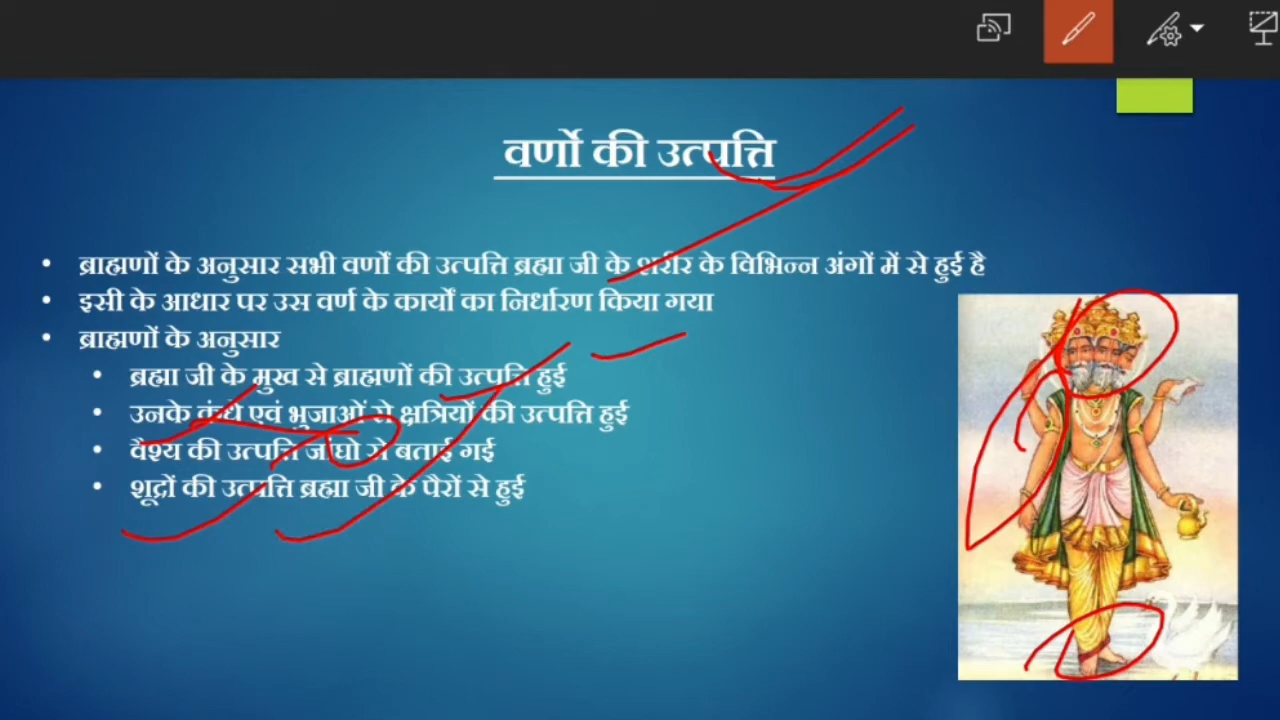 वर्णो की उत्पत्ति
• ब्राह्मणों के अनुसार सभी वर्णों की उत्पत्ति ब्रह्मा जी के शरीर के विभिन्न अंगों में से हुई है
• इसी के आधार पर उस वर्ण के कार्यों का निर्धारण किया गया
• ब्राह्मणों के अनुसार
• ब्रह्मा जी के मुख से ब्राह्मणों की उत्पत्ति हुई
• उनके कंधे एवं भुजाओं से क्षत्रियों की उत्पत्ति हुई
• वैश्य की उत्पत्ति जांघो से बताई गई
• शूद्रों की उत्पत्ति ब्रह्मा जी के पैरों से हुई